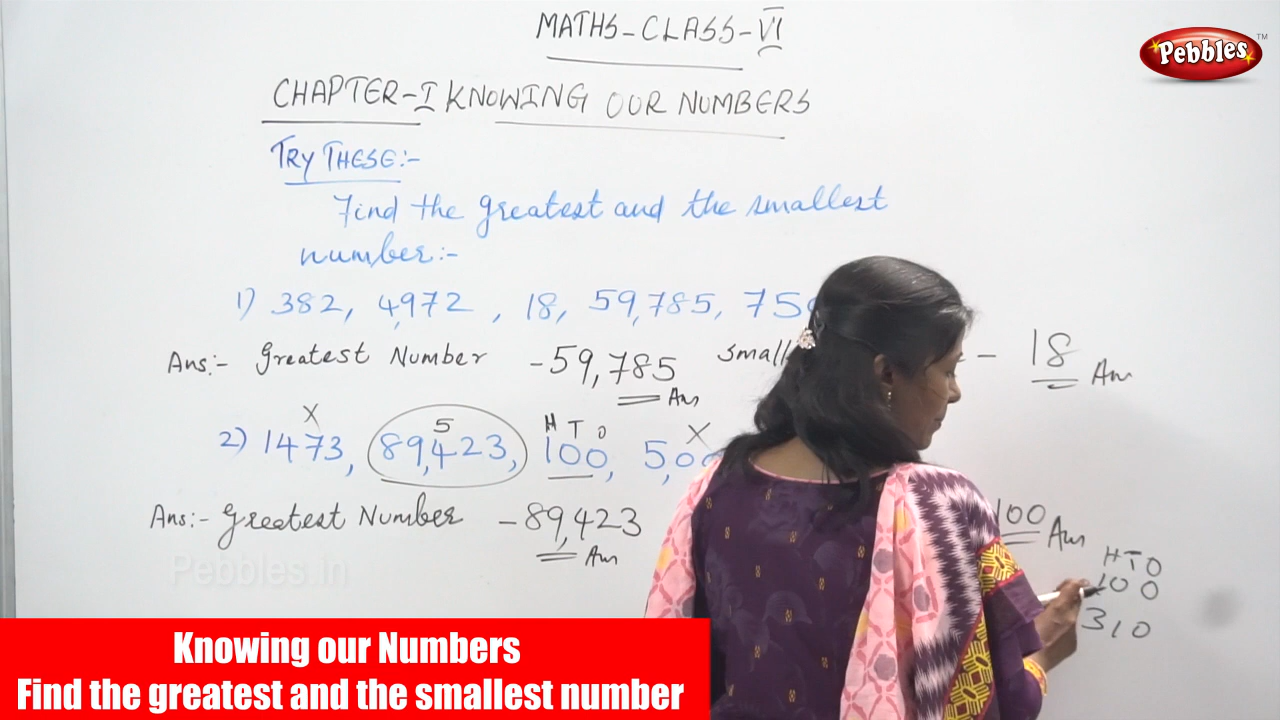 MATHS-CLASS-VI
Pebbles TM
CHAPTER-I KNOWING OUR NUMBERS
TRY THESE:-
Find the greatest and the smallest
number:-
1) 382, 4972, 18, 59,785, 75
Ans:- Greatest Number -59,785 small - 18 Ans
X 5 H T O X
2) 1473, 89,423, 100, 5,00
Ans:- Greatest Number -89,423 Ans 100 Ans
H T O
100
310
Pebbles.in
Knowing our Numbers
Find the greatest and the smallest number